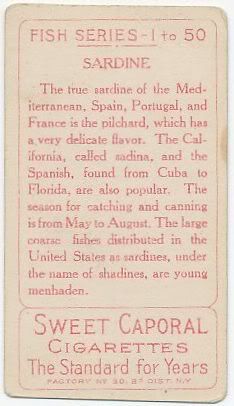 FISH SERIES-1 to 50
SARDINE
The true sardine of the Med-
iterranean, Spain, Portugal, and
France is the pilchard, which has
a very delicate flavor. The Cal-
ifornia, called sadina, and the
Spanish, found from Cuba to
Florida, are also popular. The
season for catching and canning
is from May to August. The large
coarse fishes distributed in the
United States as sardines, under
the name of shadines, are young
menhaden.
SWEET CAPORAL
CIGARETTES
The Standard for Years
FACTORY Nº 30, 2ᴰ DIST. N.Y.